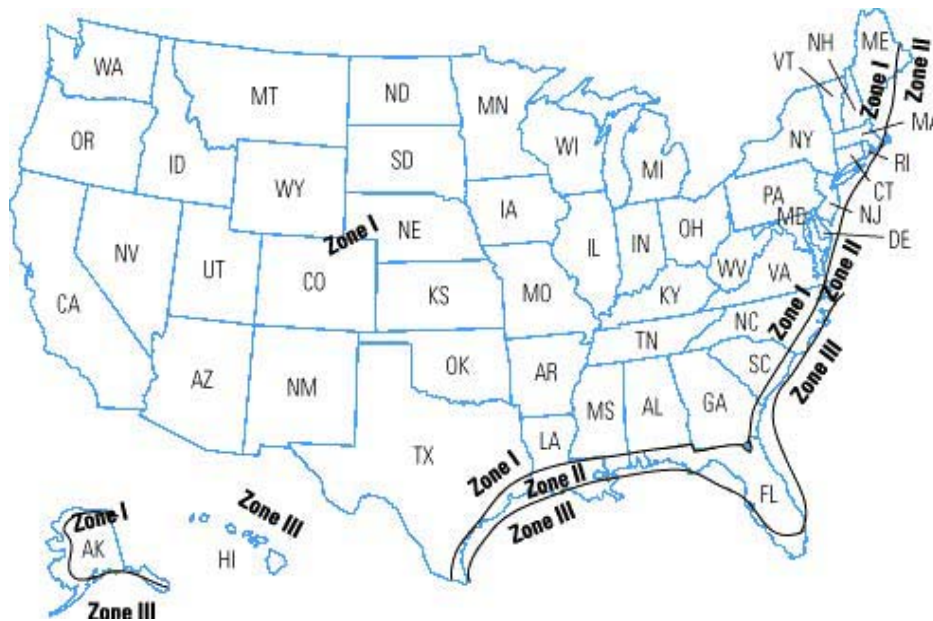 WA
MT
ND
MN
OR
ID
WY
SD
WI
MI
NY
VT
NH
ME
Zone I
Zone II
MA
RI
CT
NJ
DE
PA
MD
NV
UT
Zone I
NE
IA
CO
KS
CA
MO
IL
IN
OH
WV
VA
KY
Zone I
Zone II
NC
TN
SC
Zone III
AZ
NM
OK
AR
MS
AL
GA
TX
LA
Zone I
Zone II
Zone III
FL
Zone I
AK
Zone III
Zone III
HI